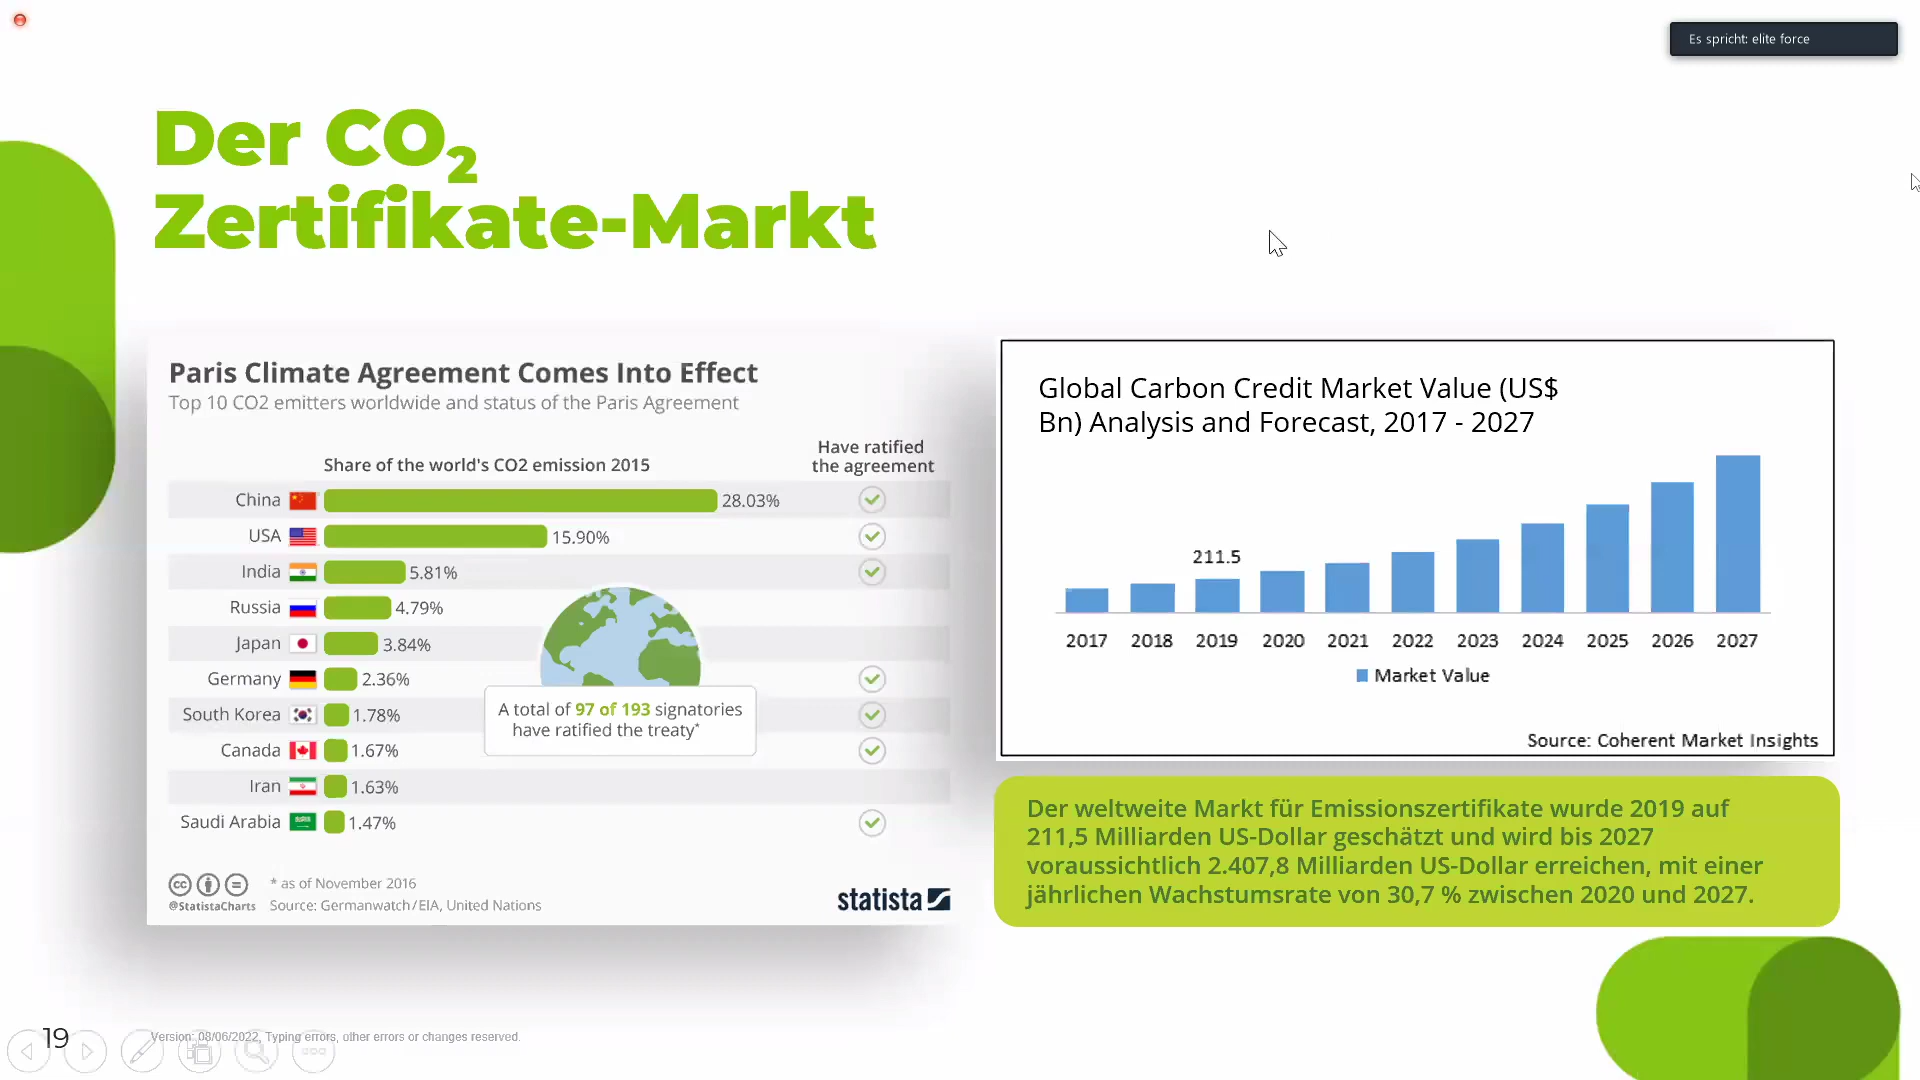 Es spricht: elite force
Der CO₂
Zertifikate-Markt
Paris Climate Agreement Comes Into Effect
Top 10 CO2 emitters worldwide and status of the Paris Agreement
Share of the world's CO2 emission 2015
Have ratified
the agreement
China 28.03%
USA 15.90%
India 5.81%
Russia 4.79%
Japan 3.84%
Germany 2.36%
South Korea 1.78%
Canada 1.67%
Iran 1.63%
Saudi Arabia 1.47%
A total of 97 of 193 signatories
have ratified the treaty*
* as of November 2016
@StatistaCharts Source: Germanwatch/EIA, United Nations
statista
Global Carbon Credit Market Value (US$
Bn) Analysis and Forecast, 2017 - 2027
211.5
2017 2018 2019 2020 2021 2022 2023 2024 2025 2026 2027
Market Value
Source: Coherent Market Insights
Der weltweite Markt für Emissionszertifikate wurde 2019 auf
211,5 Milliarden US-Dollar geschätzt und wird bis 2027
voraussichtlich 2.407,8 Milliarden US-Dollar erreichen, mit einer
jährlichen Wachstumsrate von 30,7 % zwischen 2020 und 2027.
19
Version: 08/06/2022, Typing errors, other errors or changes reserved.